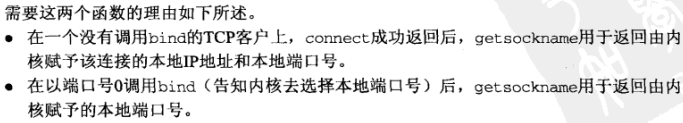 需要这两个函数的理由如下所述。
● 在一个没有调用bind的TCP客户上，connect成功返回后，getsockname用于返回由内
核赋予该连接的本地IP地址和本地端口号。
● 在以端口号0调用bind（告知内核去选择本地端口号）后，getsockname用于返回由内
核赋予的本地端口号。